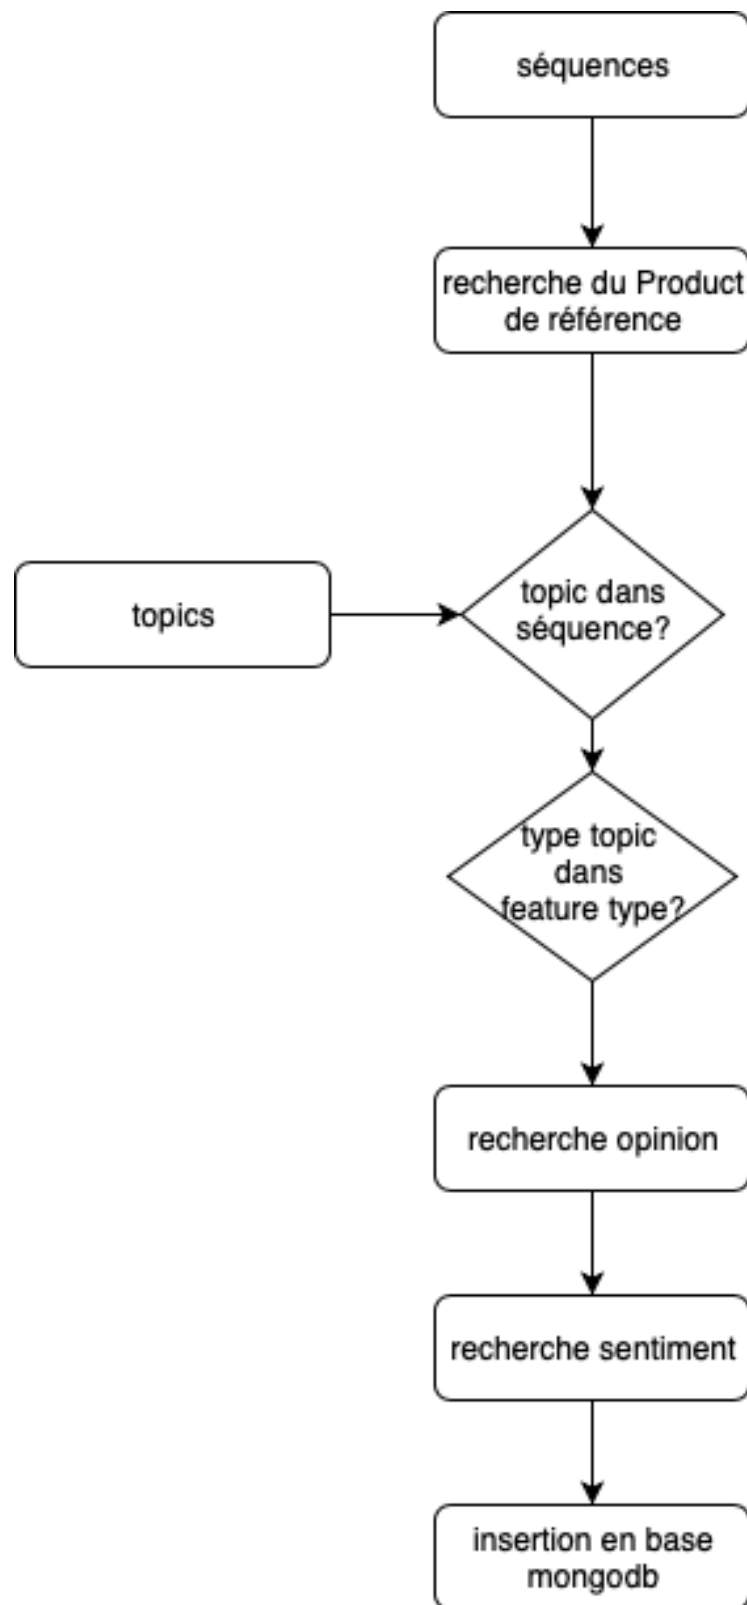 séquences
recherche du Product
de référence
topic dans
séquence?
topics
type topic
dans
feature type?
recherche opinion
recherche sentiment
insertion en base
mongodb